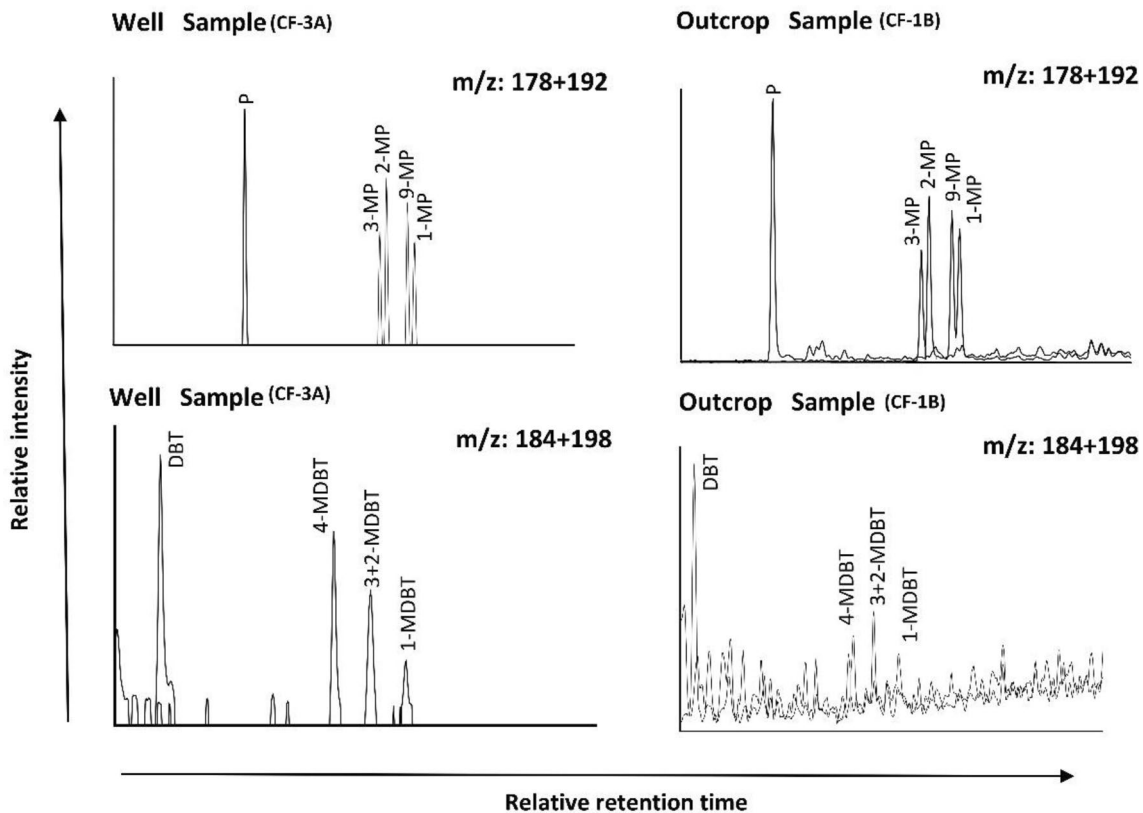 Well Sample (CF-3A)
m/z: 178+192
P
3-MP
2-MP
9-MP
1-MP
Outcrop Sample (CF-1B)
m/z: 178+192
P
3-MP
2-MP
9-MP
1-MP
Relative intensity
Well Sample (CF-3A)
m/z: 184+198
DBT
4-MDBT
3+2-MDBT
1-MDBT
Outcrop Sample (CF-1B)
m/z: 184+198
DBT
4-MDBT
3+2-MDBT
1-MDBT
Relative retention time